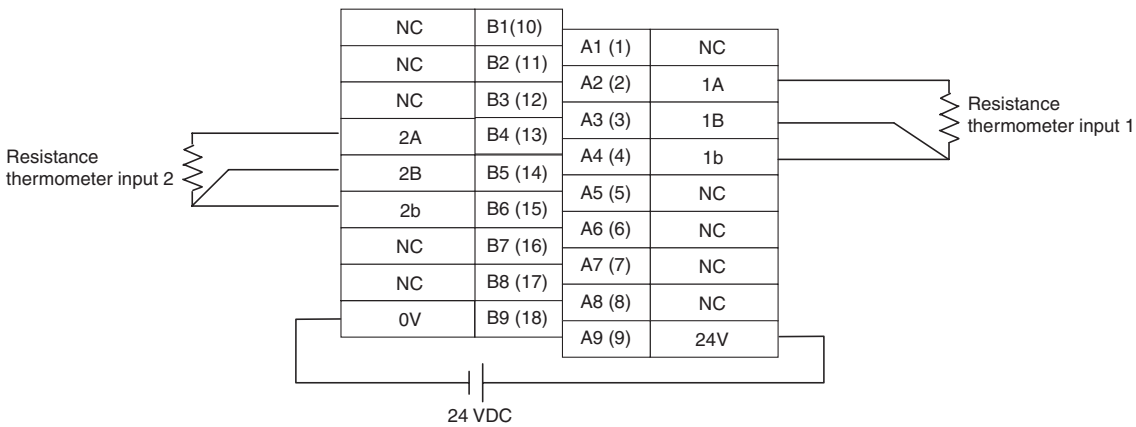 NC B1(10)
NC B2 (11)
NC B3 (12)
2A B4 (13)
2B B5 (14)
2b B6 (15)
NC B7 (16)
NC B8 (17)
0V B9 (18)
A1 (1) NC
A2 (2) 1A
A3 (3) 1B
A4 (4) 1b
A5 (5) NC
A6 (6) NC
A7 (7) NC
A8 (8) NC
A9 (9) 24V
Resistance
thermometer input 2
Resistance
thermometer input 1
24 VDC